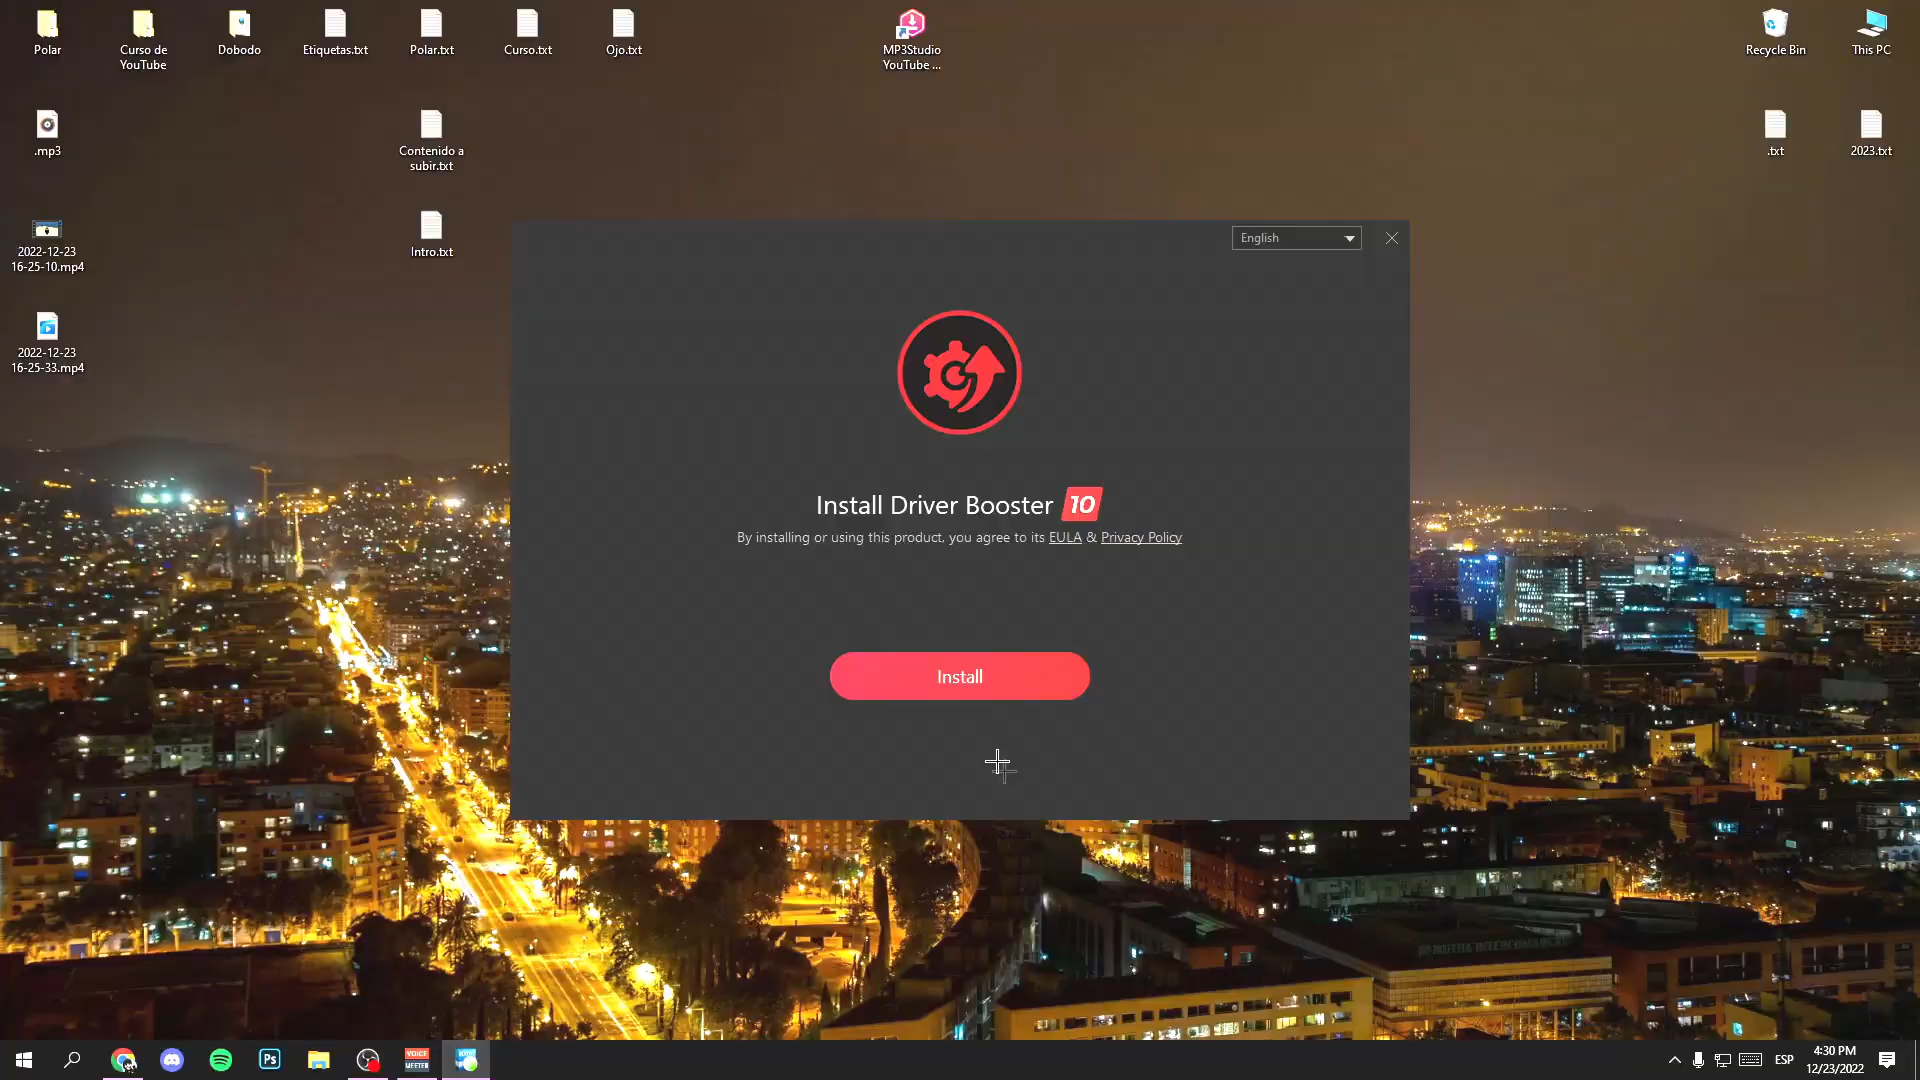 Polar
Curso de
YouTube
Dobodo
Etiquetas.txt
Polar.txt
Curso.txt
Ojo.txt
MP3Studio
YouTube ...
Recycle Bin
This PC
.mp3
Contenido a
subir.txt
.txt
2023.txt
2022-12-23
16-25-10.mp4
Intro.txt
2022-12-23
16-25-33.mp4
English
Install Driver Booster 10
By installing or using this product, you agree to its EULA & Privacy Policy
Install
Ps
VOICE
MEETER
ESP
4:30 PM
12/23/2022